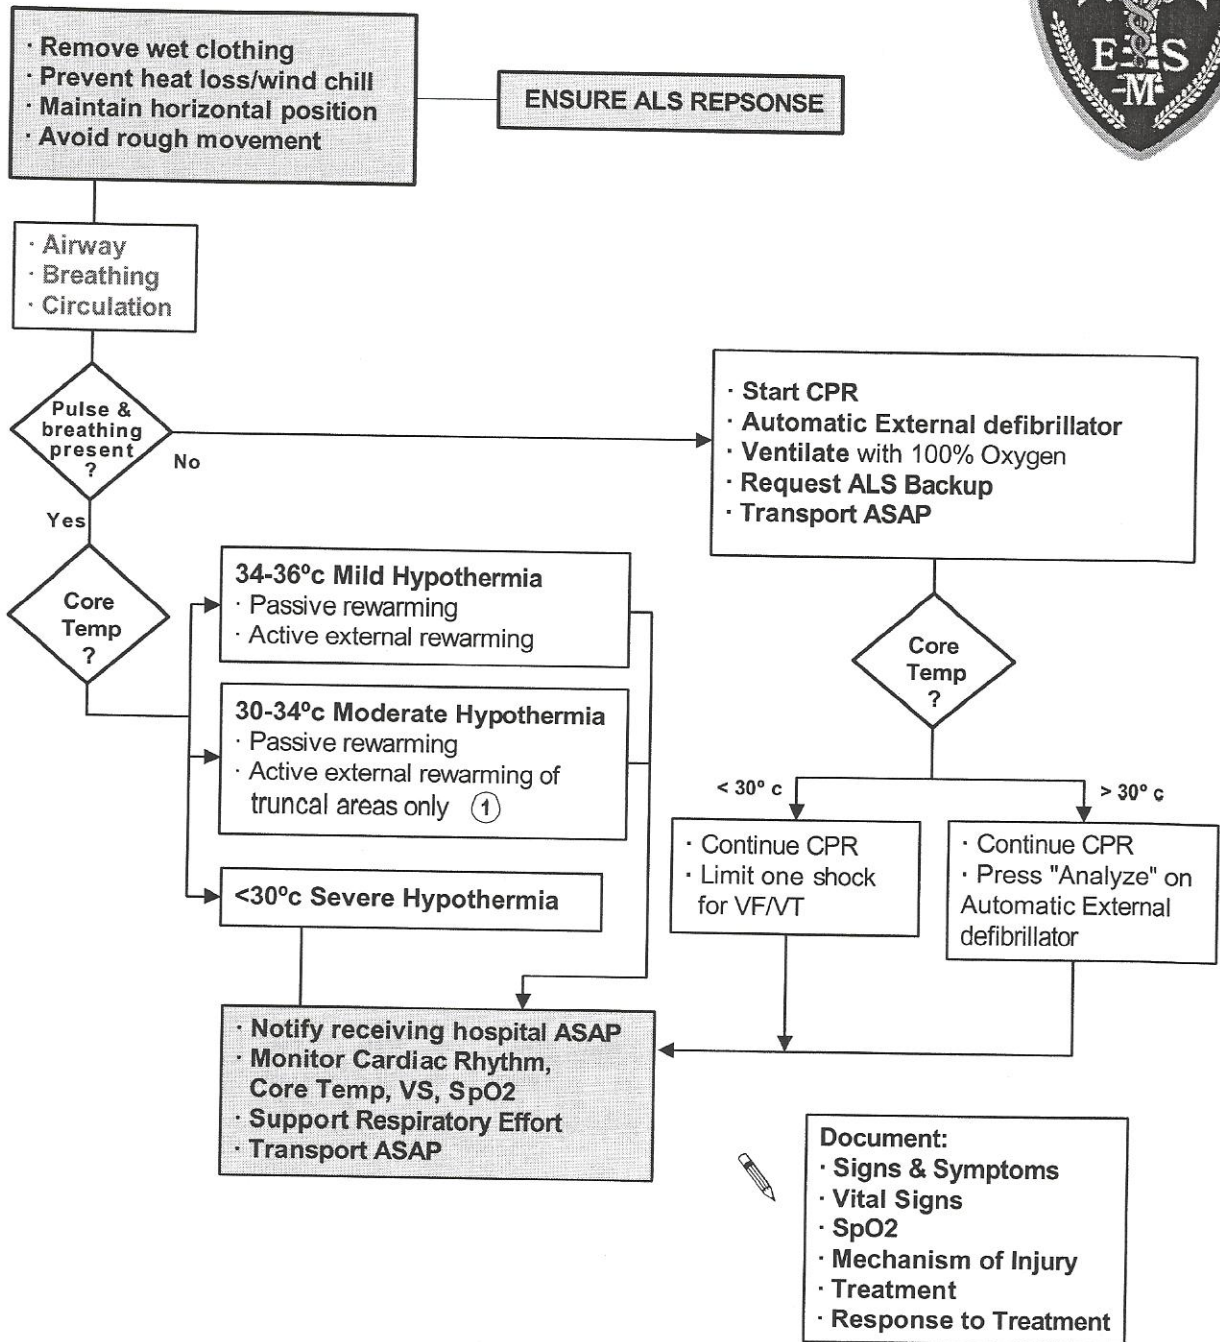 · Remove wet clothing
· Prevent heat loss/wind chill
· Maintain horizontal position
· Avoid rough movement
ENSURE ALS REPSONSE
E S
M
· Airway
· Breathing
· Circulation
Pulse &
breathing
present
?
No
Yes
· Start CPR
· Automatic External defibrillator
· Ventilate with 100% Oxygen
· Request ALS Backup
· Transport ASAP
Core
Temp
?
34-36ºc Mild Hypothermia
· Passive rewarming
· Active external rewarming
30-34ºc Moderate Hypothermia
· Passive rewarming
· Active external rewarming of
truncal areas only 1
<30ºc Severe Hypothermia
Core
Temp
?
< 30º c
> 30º c
· Continue CPR
· Limit one shock
for VF/VT
· Continue CPR
· Press "Analyze" on
Automatic External
defibrillator
· Notify receiving hospital ASAP
· Monitor Cardiac Rhythm,
Core Temp, VS, SpO2
· Support Respiratory Effort
· Transport ASAP
Document:
· Signs & Symptoms
· Vital Signs
· SpO2
· Mechanism of Injury
· Treatment
· Response to Treatment